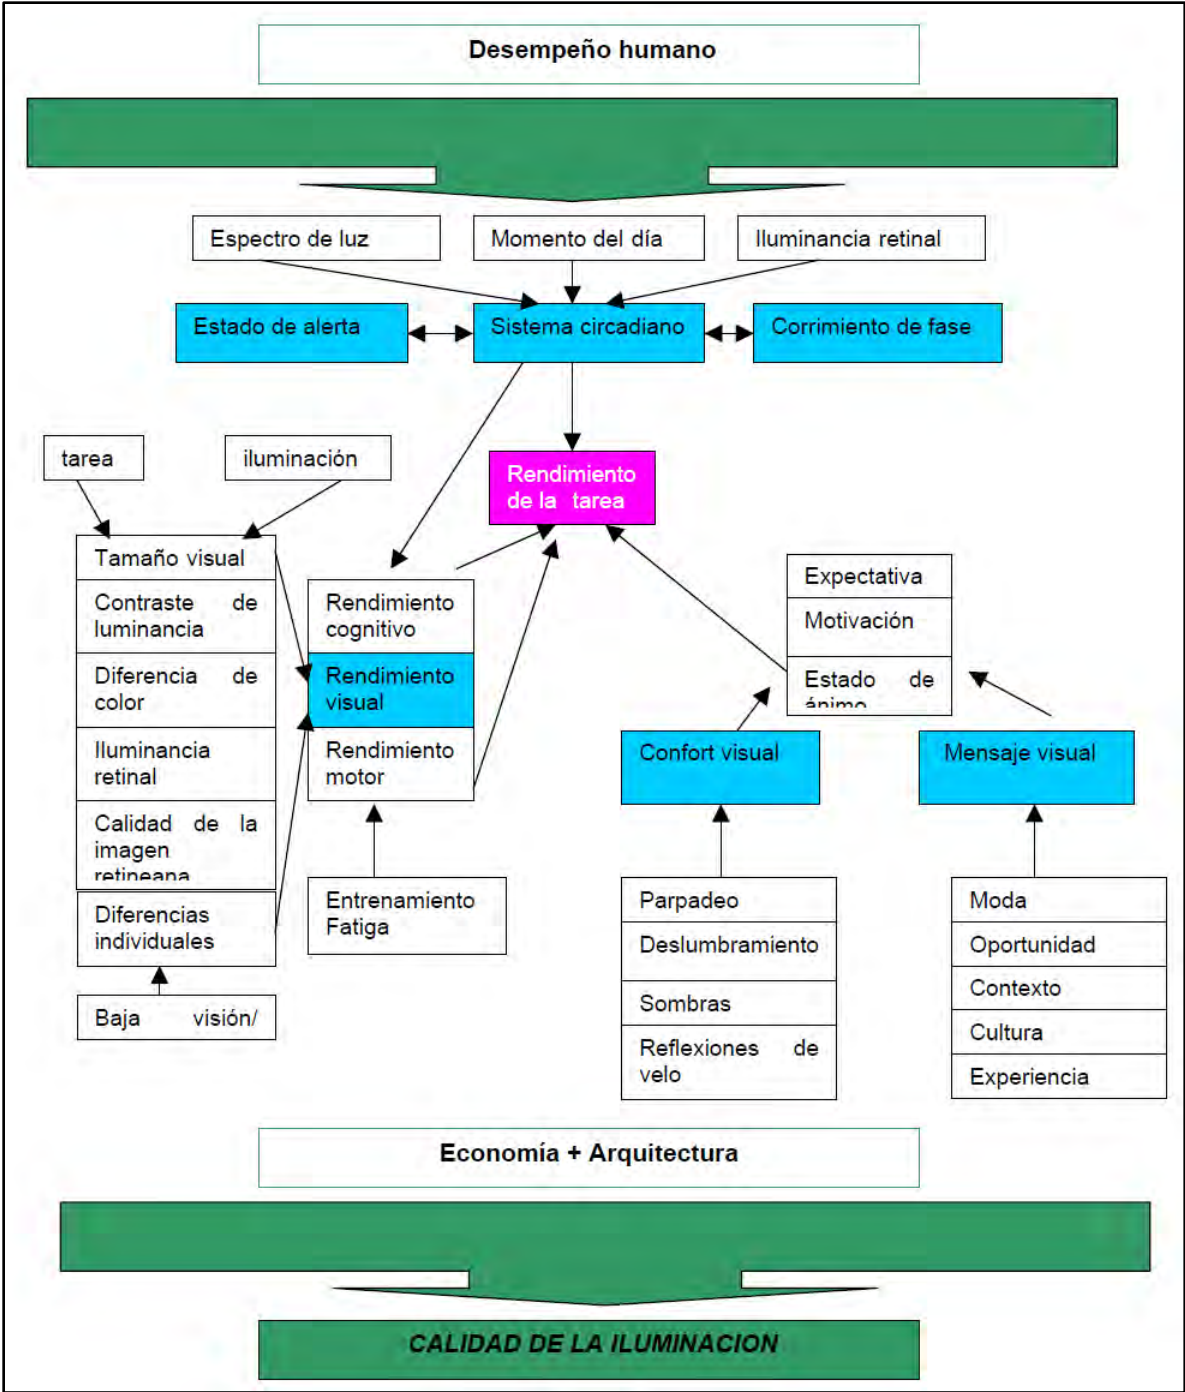 Desempeño humano
Espectro de luz
Momento del día
Iluminancia retinal
Estado de alerta
Sistema circadiano
Corrimiento de fase
tarea
iluminación
Rendimiento
de la tarea
Tamaño visual
Contraste de
luminancia
Diferencia de
color
Iluminancia
retinal
Calidad de la
imagen
retineana
Diferencias
individuales
Baja visión/
Rendimiento
cognitivo
Rendimiento
visual
Rendimiento
motor
Entrenamiento
Fatiga
Expectativa
Motivación
Estado de
ánimo
Confort visual
Mensaje visual
Parpadeo
Deslumbramiento
Sombras
Reflexiones de
velo
Moda
Oportunidad
Contexto
Cultura
Experiencia
Economía + Arquitectura
CALIDAD DE LA ILUMINACION